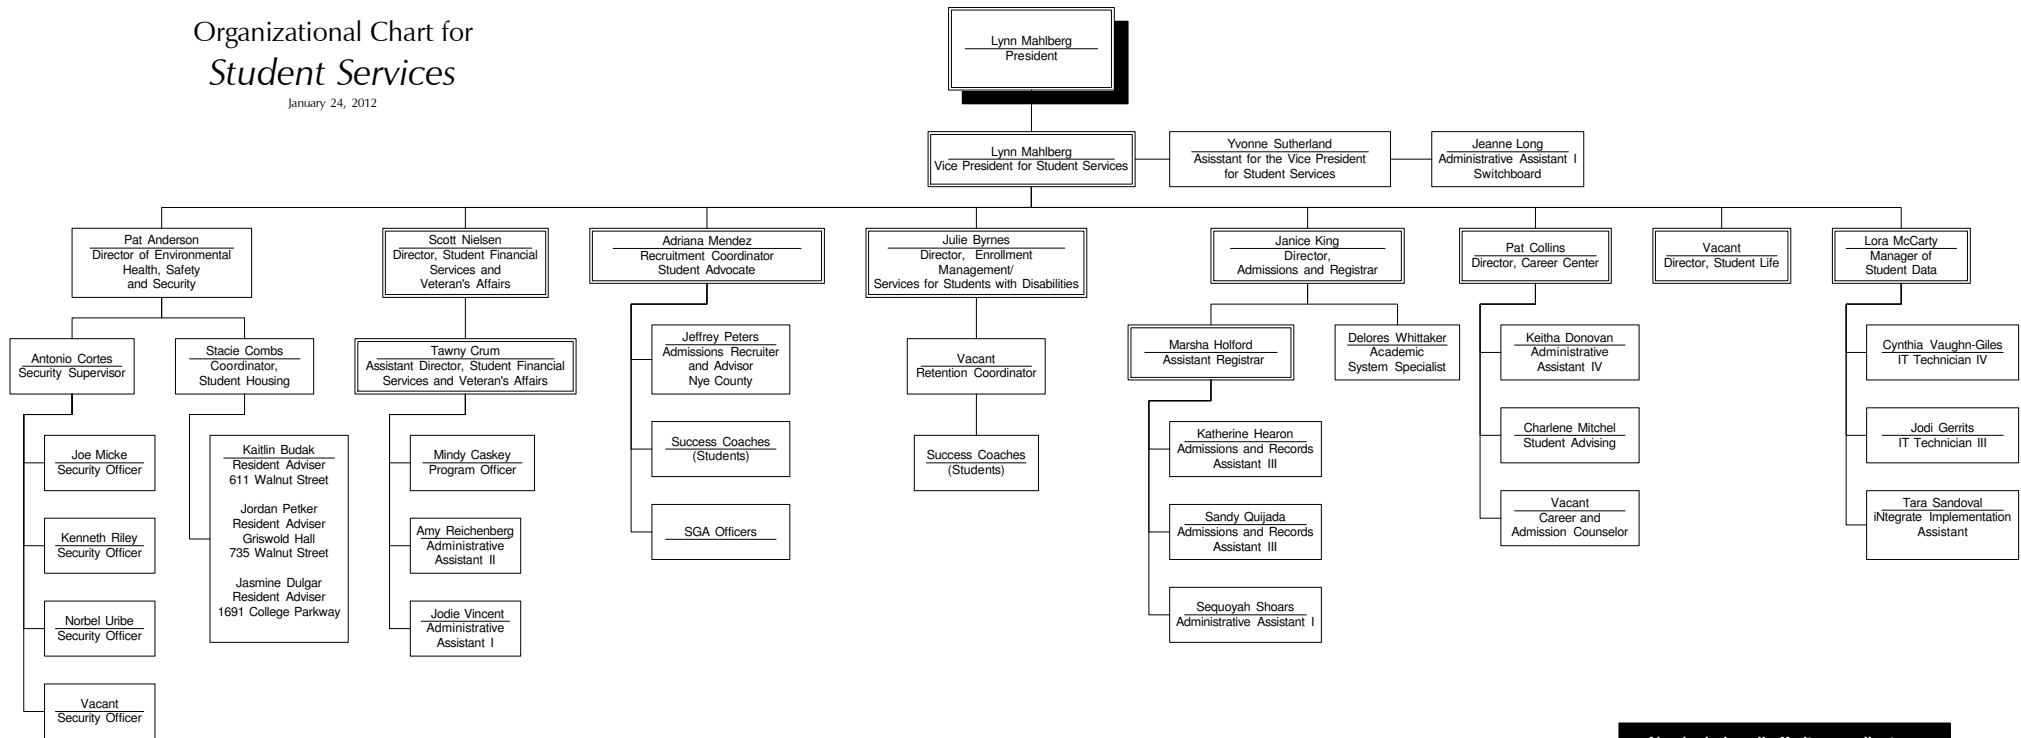 Organizational Chart for
Student Services
January 24, 2012
Lynn Mahlberg
President
Lynn Mahlberg
Vice President for Student Services
Yvonne Sutherland
Asisstant for the Vice President
for Student Services
Jeanne Long
Administrative Assistant I
Switchboard
Pat Anderson
Director of Environmental
Health, Safety
and Security
Scott Nielsen
Director, Student Financial
Services and
Veteran's Affairs
Adriana Mendez
Recruitment Coordinator
Student Advocate
Julie Byrnes
Director, Enrollment
Management/
Services for Students with Disabilities
Janice King
Director,
Admissions and Registrar
Pat Collins
Director, Career Center
Vacant
Director, Student Life
Lora McCarty
Manager of
Student Data
Antonio Cortes
Security Supervisor
Stacie Combs
Coordinator,
Student Housing
Tawny Crum
Assistant Director, Student Financial
Services and Veteran's Affairs
Jeffrey Peters
Admissions Recruiter
and Advisor
Nye County
Vacant
Retention Coordinator
Marsha Holford
Assistant Registrar
Delores Whittaker
Academic
System Specialist
Keitha Donovan
Administrative
Assistant IV
Cynthia Vaughn-Giles
IT Technician IV
Joe Micke
Security Officer
Kaitlin Budak
Resident Adviser
611 Walnut Street
Jordan Petker
Resident Adviser
Griswold Hall
735 Walnut Street
Jasmine Dulgar
Resident Adviser
1691 College Parkway
Mindy Caskey
Program Officer
Success Coaches
(Students)
Success Coaches
(Students)
Katherine Hearon
Admissions and Records
Assistant III
Charlene Mitchel
Student Advising
Jodi Gerrits
IT Technician III
Kenneth Riley
Security Officer
Amy Reichenberg
Administrative
Assistant II
SGA Officers
Sandy Quijada
Admissions and Records
Assistant III
Vacant
Career and
Admission Counselor
Tara Sandoval
iNtegrate Implementation
Assistant
Norbel Uribe
Security Officer
Jodie Vincent
Administrative
Assistant I
Sequoyah Shoars
Administrative Assistant I
Vacant
Security Officer